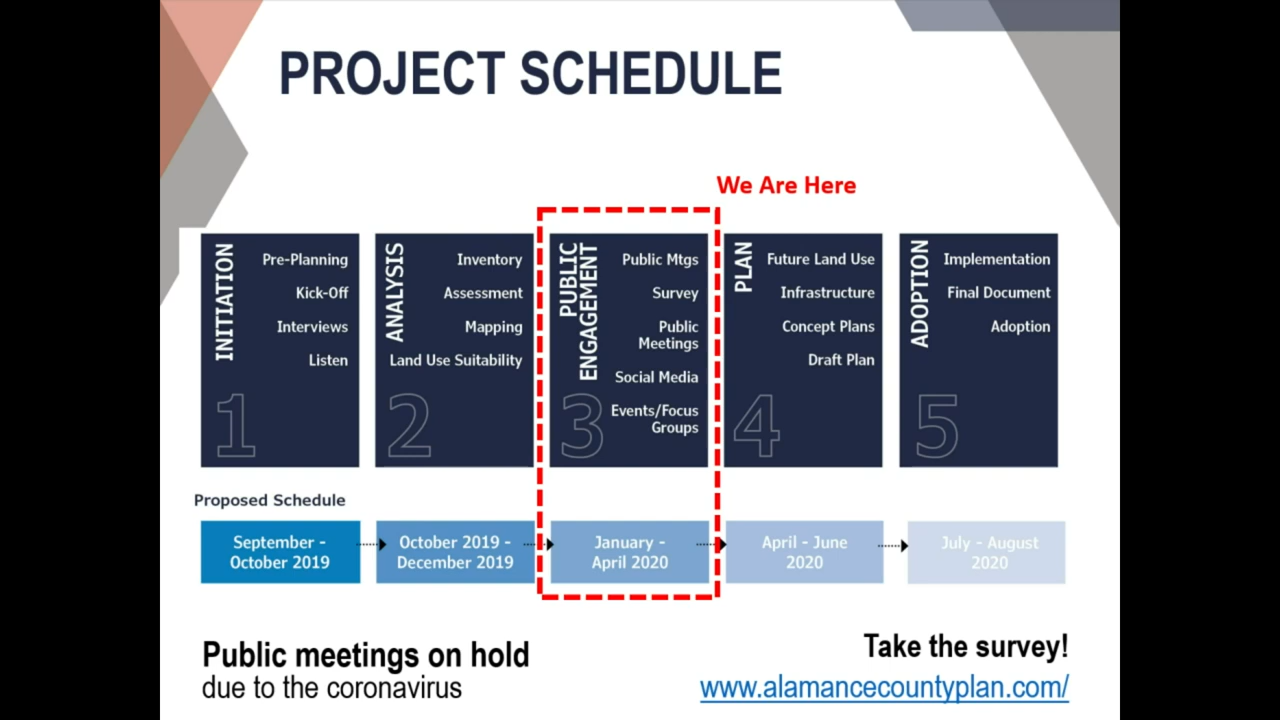 PROJECT SCHEDULE
We Are Here
INITIATION
Pre-Planning
Kick-Off
Interviews
Listen
1
ANALYSIS
Inventory
Assessment
Mapping
Land Use Suitability
2
PUBLIC
ENGAGEMENT
Public Mtgs
Survey
Public
Meetings
Social Media
Events/Focus
Groups
3
PLAN
Future Land Use
Infrastructure
Concept Plans
Draft Plan
4
ADOPTION
Implementation
Final Document
Adoption
5
Proposed Schedule
September -
October 2019
October 2019 -
December 2019
January -
April 2020
April - June
2020
July - August
2020
Public meetings on hold
due to the coronavirus
Take the survey!
www.alamancecountyplan.com/